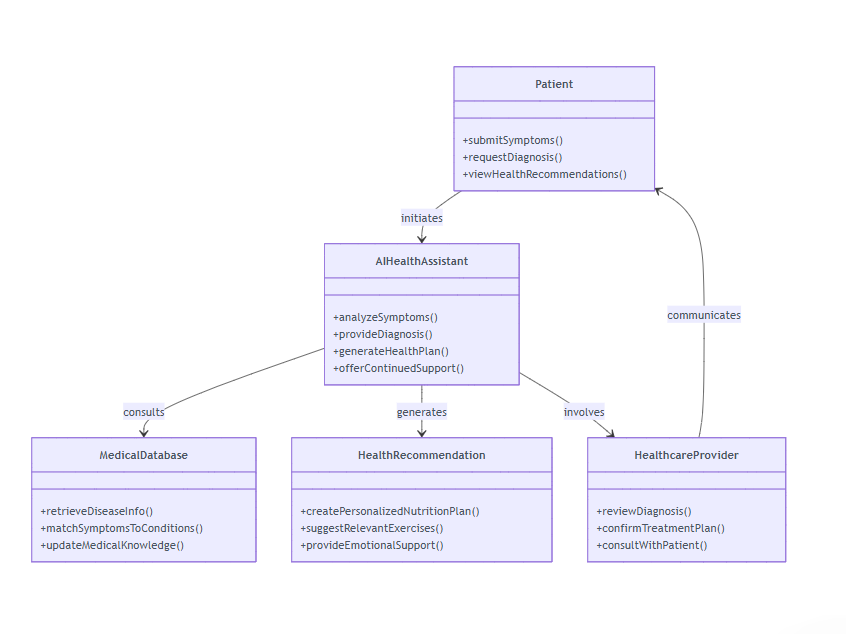 Patient
+submitSymptoms()
+requestDiagnosis()
+viewHealthRecommendations()
initiates
AIHealthAssistant
+analyzeSymptoms()
+provideDiagnosis()
+generateHealthPlan()
+offerContinuedSupport()
communicates
consults
generates
involves
MedicalDatabase
+retrieveDiseaseInfo()
+matchSymptomsToConditions()
+updateMedicalKnowledge()
HealthRecommendation
+createPersonalizedNutritionPlan()
+suggestRelevantExercises()
+provideEmotionalSupport()
HealthcareProvider
+reviewDiagnosis()
+confirmTreatmentPlan()
+consultWithPatient()